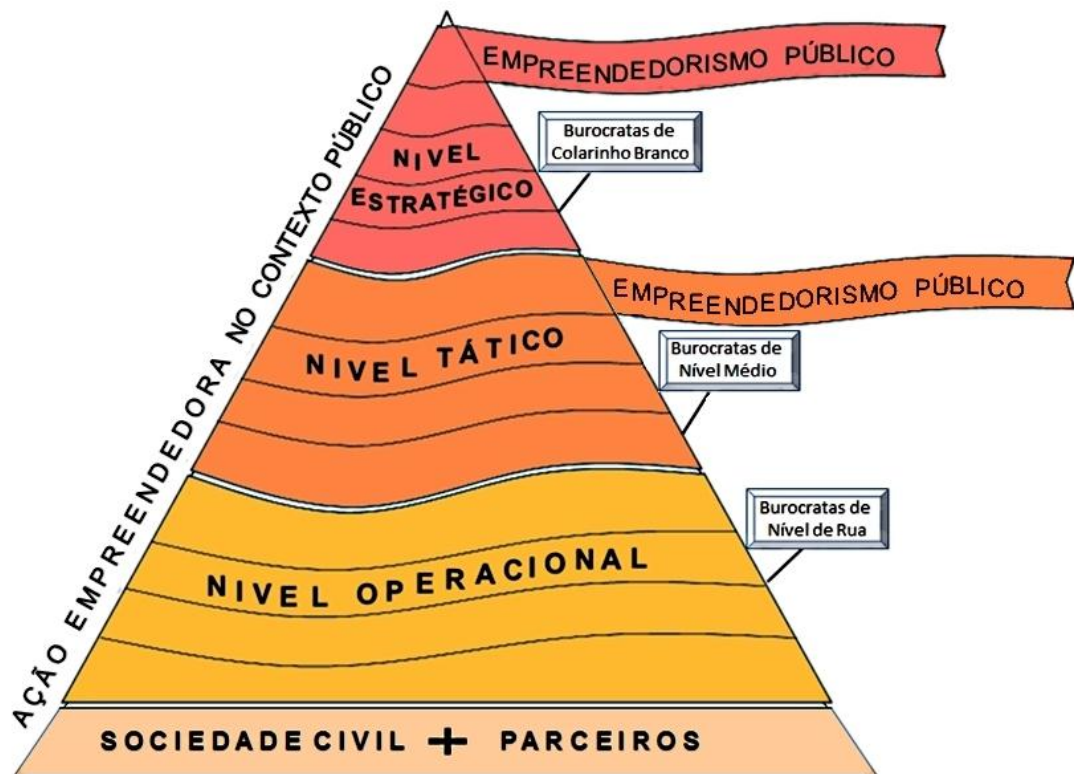 EMPREENDEDORISMO PÚBLICO
Burocratas de
Colarinho Branco
NIVEL
ESTRATÉGICO
AÇÃO EMPREENDEDORA NO CONTEXTO PÚBLICO
EMPREENDEDORISMO PÚBLICO
NIVEL TÁTICO
Burocratas de
Nível Médio
Burocratas de
Nível de Rua
NIVEL OPERACIONAL
SOCIEDADE CIVIL + PARCEIROS